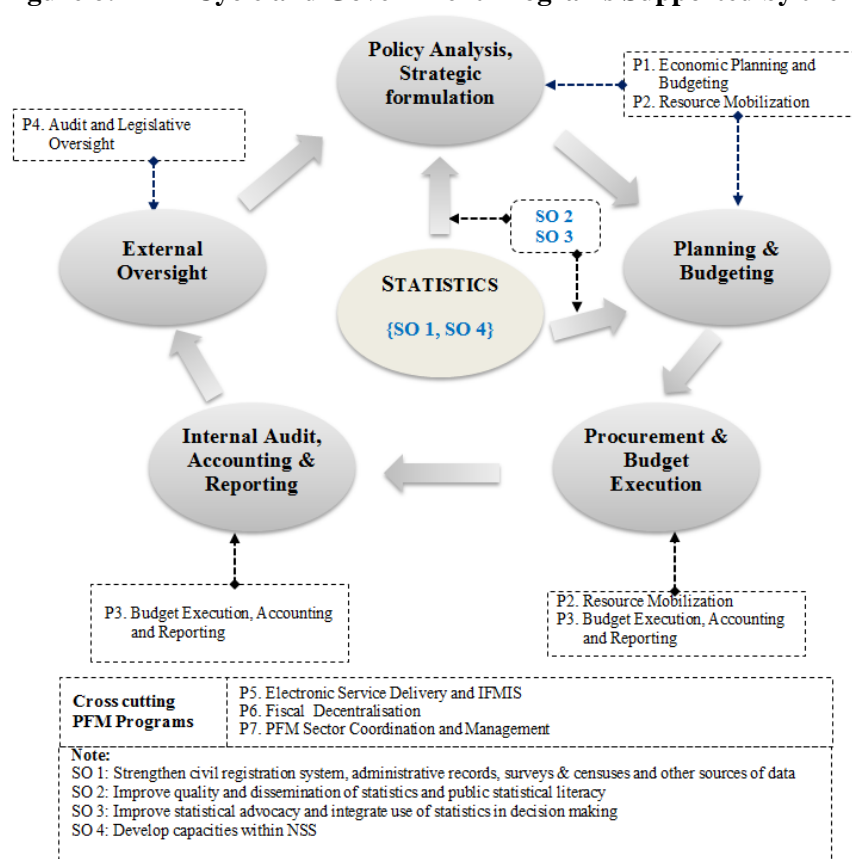 Policy Analysis,
Strategic
formulation
P1. Economic Planning and
Budgeting
P2. Resource Mobilization
P4. Audit and Legislative
Oversight
SO 2
SO 3
External
Oversight
Planning &
Budgeting
STATISTICS
{SO 1, SO 4}
Internal Audit,
Accounting &
Reporting
Procurement &
Budget
Execution
P3. Budget Execution, Accounting
and Reporting
P2. Resource Mobilization
P3. Budget Execution, Accounting
and Reporting
Cross cutting
PFM Programs
P5. Electronic Service Delivery and IFMIS
P6. Fiscal Decentralisation
P7. PFM Sector Coordination and Management
Note:
SO 1: Strengthen civil registration system, administrative records, surveys & censuses and other sources of data
SO 2: Improve quality and dissemination of statistics and public statistical literacy
SO 3: Improve statistical advocacy and integrate use of statistics in decision making
SO 4: Develop capacities within NSS